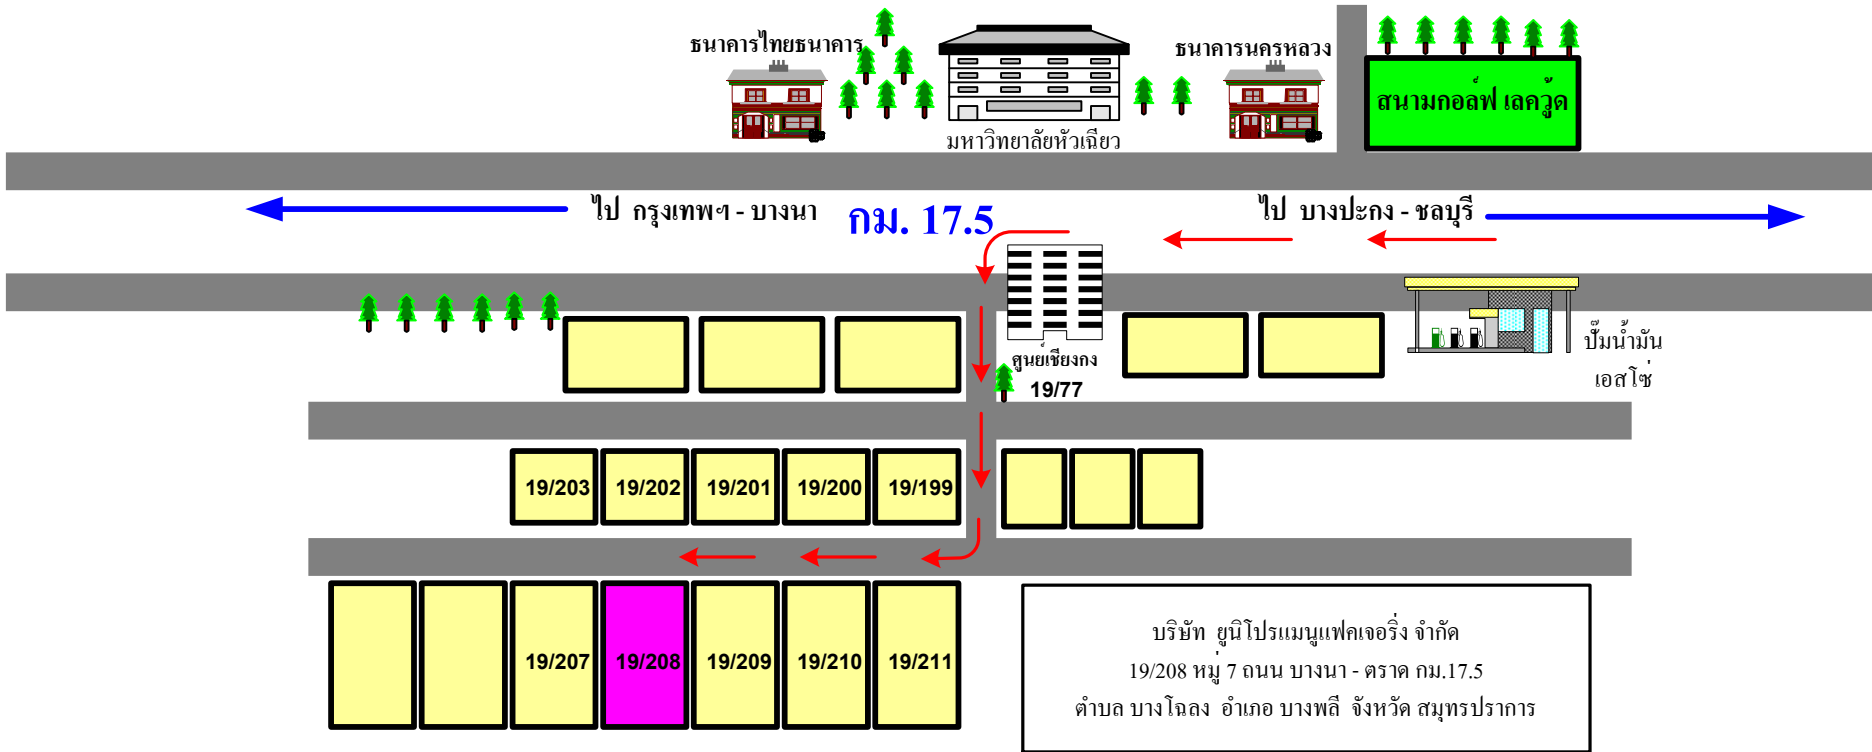 ธนาคารไทยธนาคาร
ธนาคารนครหลวง
สนามกอล์ฟ เลควู้ด
มหาวิทยาลัยหัวเฉียว
ไป กรุงเทพฯ - บางนา
กม. 17.5
ไป บางปะกง - ชลบุรี
ศูนย์เชียงกง
19/77
ปั๊มน้ำมัน
เอสโซ่
19/203
19/202
19/201
19/200
19/199
19/207
19/208
19/209
19/210
19/211
บริษัท ยูนิโปรแมนูแฟคเจอริ่ง จำกัด
19/208 หมู่ 7 ถนน บางนา - ตราด กม.17.5
ตำบล บางโฉลง อำเภอ บางพลี จังหวัด สมุทรปราการ